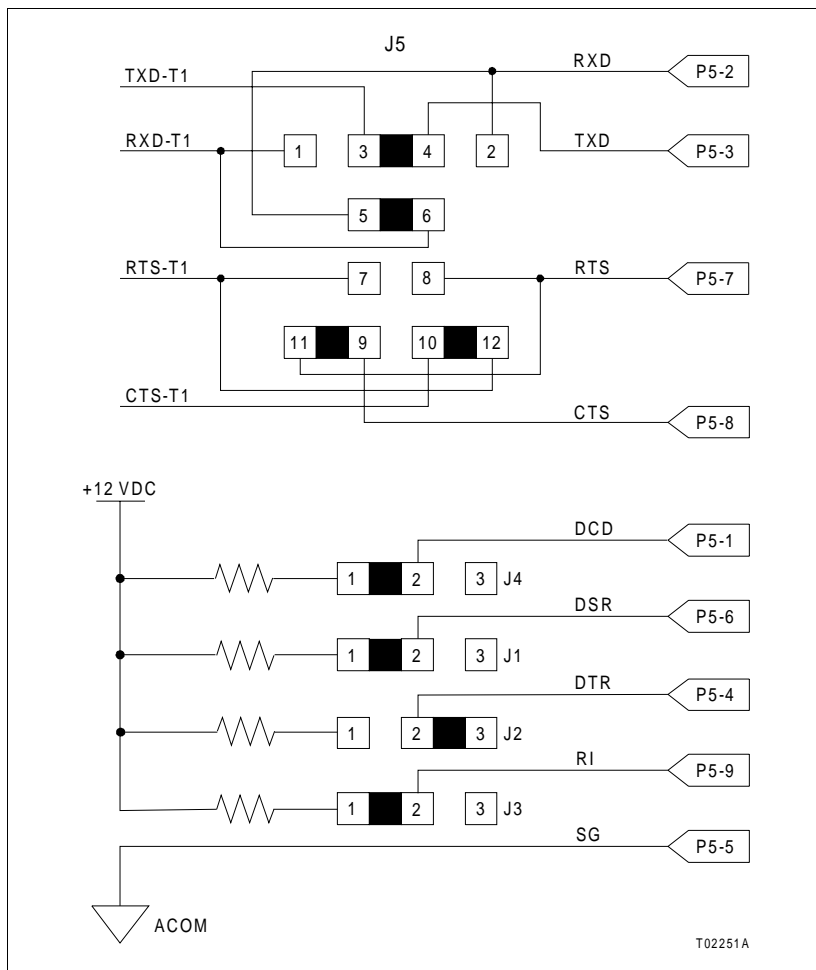 J5
TXD-T1 RXD P5-2
RXD-T1 1 3 4 2 TXD P5-3
5 6
RTS-T1 7 8 RTS P5-7
11 9 10 12
CTS-T1 CTS P5-8
+12 VDC
DCD P5-1
1 2 3 J4
DSR P5-6
1 2 3 J1
DTR P5-4
1 2 3 J2
RI P5-9
1 2 3 J3
SG P5-5
ACOM
T02251A